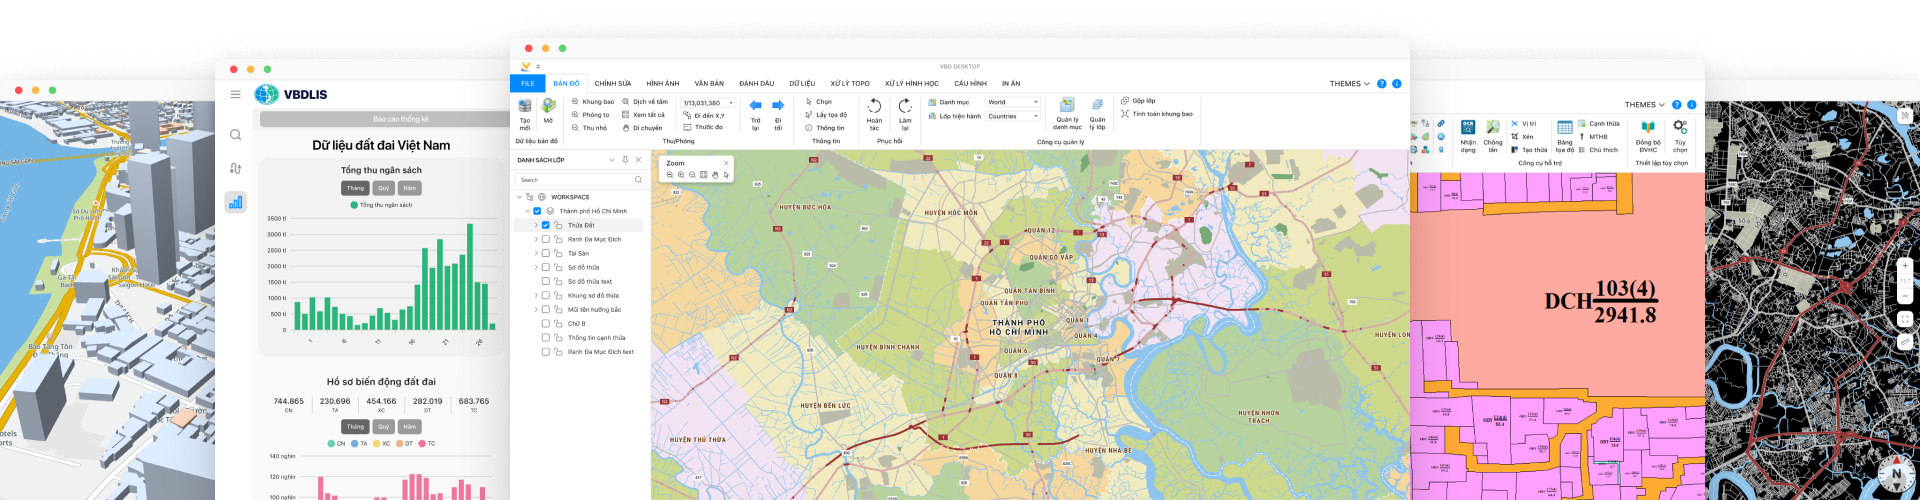 VBDLIS
Báo cáo thống kê
Dữ liệu đất đai Việt Nam
Tổng thu ngân sách
Tháng
Quý
Năm
Tổng thu ngân sách
3500 tỉ
3000 tỉ
2500 tỉ
2000 tỉ
1500 tỉ
1000 tỉ
500 tỉ
0
1
6
11
16
21
26
Hồ sơ biến động đất đai
744.865 230.696 454.166 282.019 683.765
CN TA XC DT TC
Tháng
Quý
Năm
CN TA XC DT TC
140 nghìn
120 nghìn
100 nghìn
VBD DESKTOP
FILE BẢN ĐỒ CHỈNH SỬA HÌNH ẢNH VĂN BẢN ĐÁNH DẤU DỮ LIỆU XỬ LÝ TOPO XỬ LÝ HÌNH HỌC CẤU HÌNH IN ẤN THEMES
Tạo mới
Mở
Dữ liệu bản đồ
Khung bao
Phóng to
Thu nhỏ
Dịch về tâm
Xem tất cả
Di chuyển
1/13,031,380
Đi đến X,Y
Thước đo
Trở lại
Đi tới
Thu/Phóng
Chọn
Lấy tọa độ
Thông tin
Thông tin
Hoàn tác
Làm lại
Phục hồi
Danh mục World
Lớp hiện hành Countries
Quản lý danh mục
Quản lý lớp
Gộp lớp
Tính toán khung bao
Công cụ quản lý
DANH SÁCH LỚP
Search
WORKSPACE
Thành phố Hồ Chí Minh
Thửa Đất
Ranh Đa Mục Đích
Tài Sản
Sơ đồ thửa
Sơ đồ thửa text
Khung sơ đồ thửa
Mũi tên hướng bắc
Chữ B
Thông tin cạnh thửa
Ranh Đa Mục Đích text
Zoom
HUYỆN ĐỨC HÒA
HUYỆN HÓC MÔN
QUẬN 12
QUẬN GÒ VẤP
QUẬN TÂN BÌNH
QUẬN TÂN PHÚ
THÀNH PHỐ
HỒ CHÍ MINH
QUẬN 1
QUẬN 4
QUẬN 6
QUẬN 7
QUẬN 8
HUYỆN BÌNH CHÁNH
HUYỆN BẾN LỨC
HUYỆN THỦ THỪA
HUYỆN NHÀ BÈ
HUYỆN NHƠN
TRẠCH
HUYỆN LON
THEMES
Nhận dạng
Chồng lấn
Vị trí
Xén
Tạo thửa
Bảng tọa độ
Cạnh thửa
MTHB
Chú thích
Công cụ hỗ trợ
Đồng bộ ĐVHC
Tùy chọn
Thiết lập tùy chọn
DCH
103(4)
2941.8
N